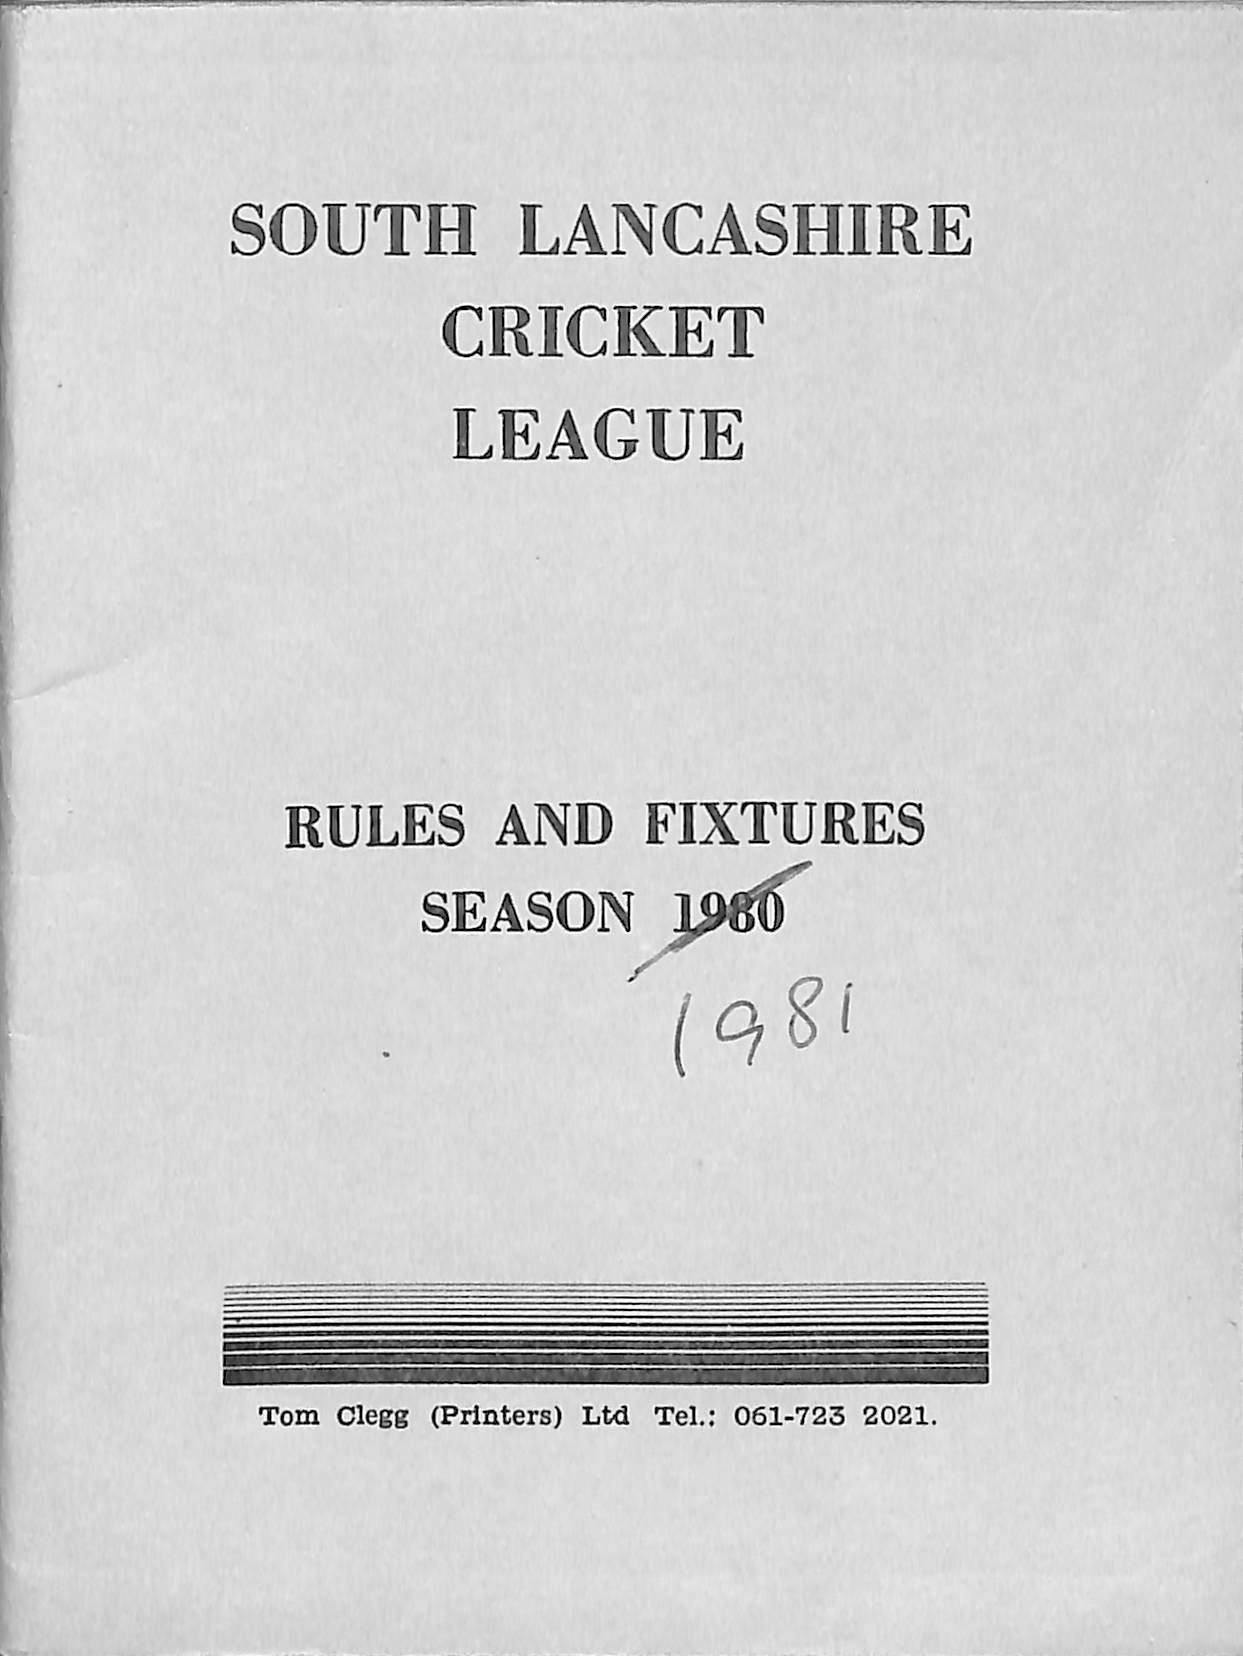 SOUTH LANCASHIRE
CRICKET
LEAGUE
RULES AND FIXTURES
SEASON 1980
1981
Tom Clegg (Printers) Ltd Tel.: 061-723 2021.